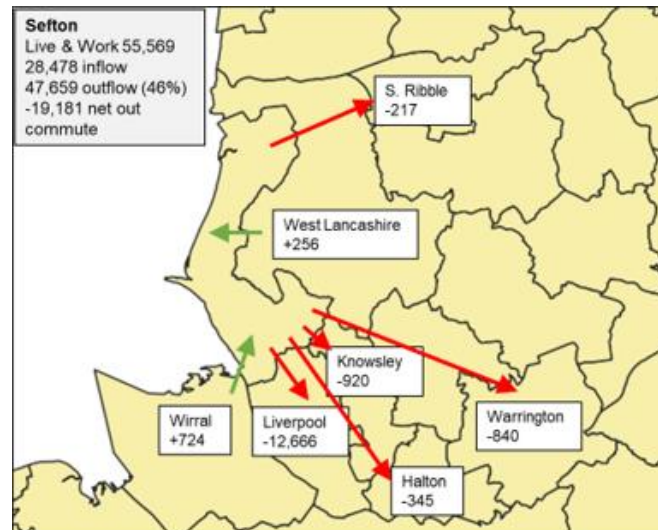 Sefton
Live & Work 55,569
28,478 inflow
47,659 outflow (46%)
-19,181 net out
commute
S. Ribble
-217
West Lancashire
+256
Knowsley
-920
Wirral
+724
Liverpool
-12,666
Warrington
-840
Halton
-345